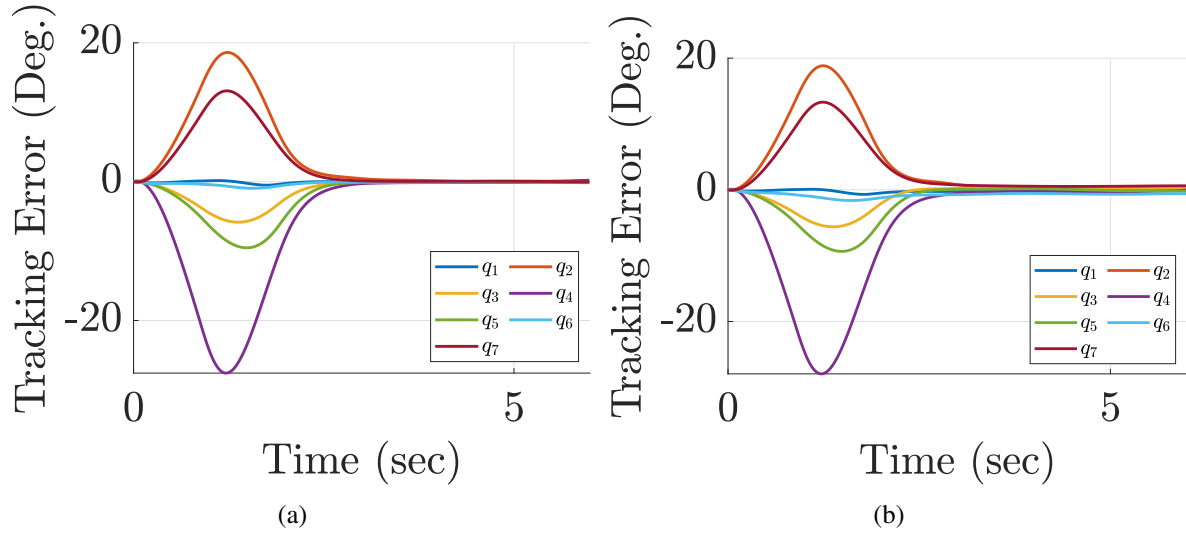 Tracking Error (Deg.)
20
0
-20
q1 q2
q3 q4
q5 q6
q7
0 5
Time (sec)
(a)
Tracking Error (Deg.)
20
0
-20
q1 q2
q3 q4
q5 q6
q7
0 5
Time (sec)
(b)